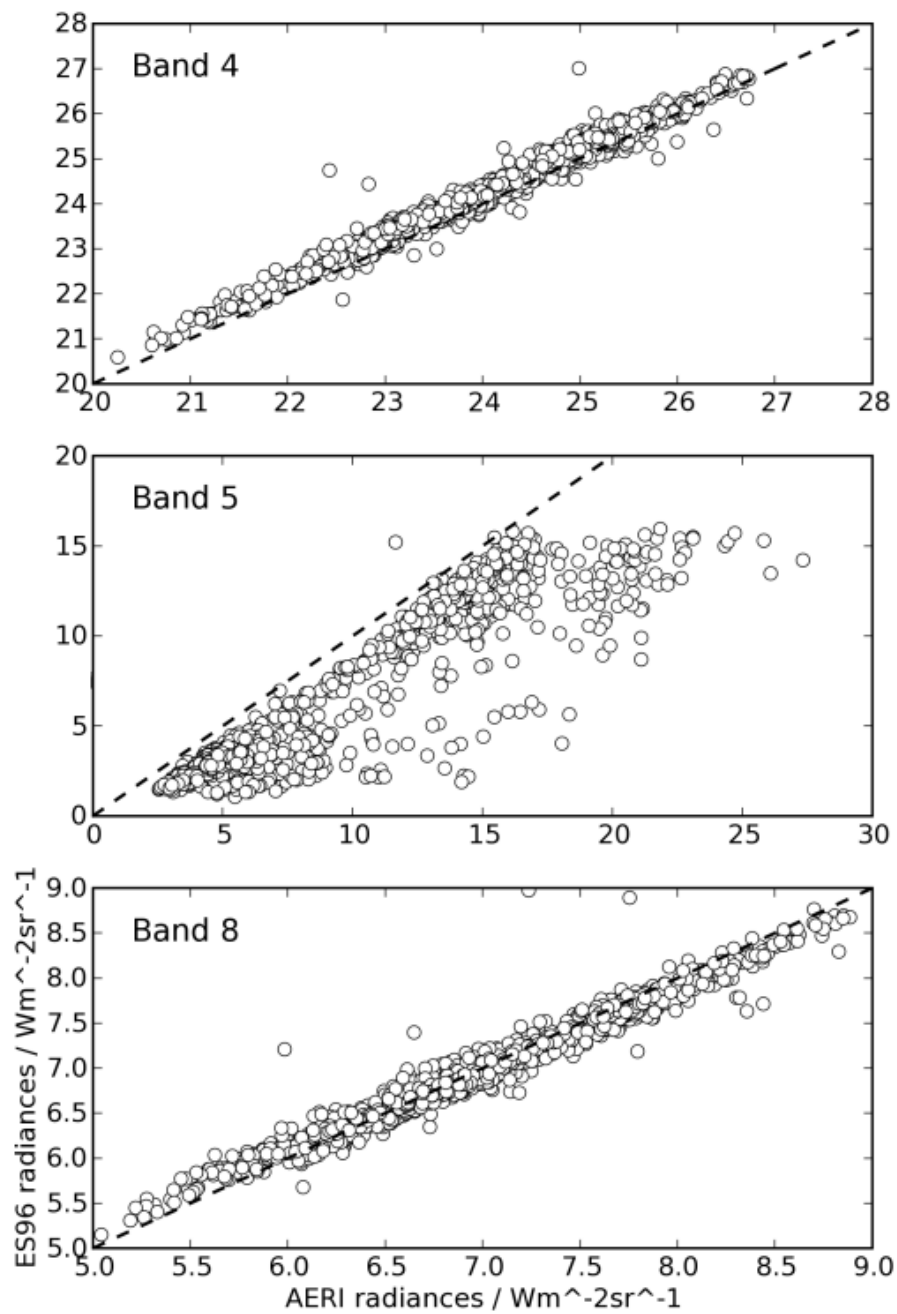 28
27
26
25
24
23
22
21
20
Band 4
20 21 22 23 24 25 26 27 28
20
15
10
5
0
Band 5
0 5 10 15 20 25 30
ES96 radiances / Wm^-2sr^-1
9.0
8.5
8.0
7.5
7.0
6.5
6.0
5.5
5.0
Band 8
5.0 5.5 6.0 6.5 7.0 7.5 8.0 8.5 9.0
AERI radiances / Wm^-2sr^-1